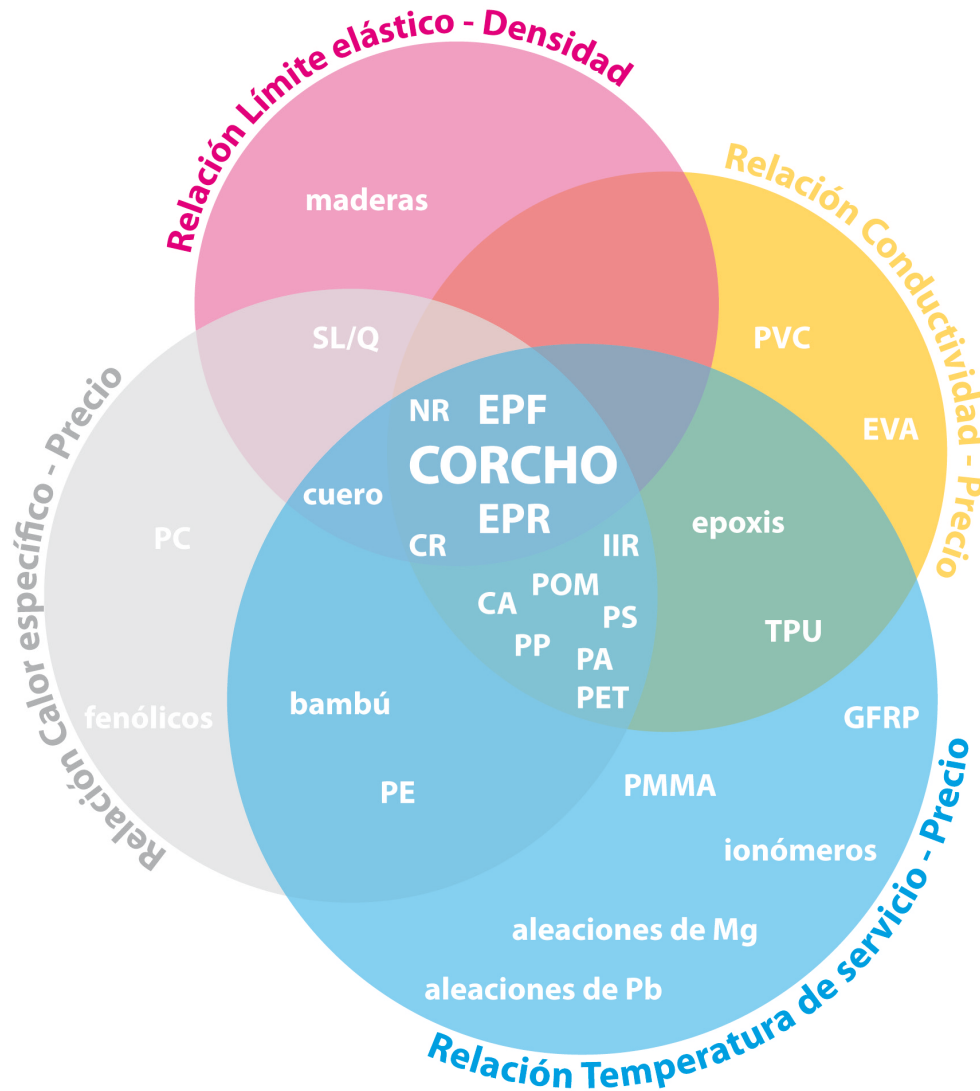 Relación Límite elástico - Densidad
Relación Conductividad - Precio
maderas
SL/Q
PVC
NR
EPF
EVA
CORCHO
cuero
EPR
epoxis
PC
CR
IIR
POM
CA
PS
TPU
PP
PA
PET
bambú
fenólicos
GFRP
PE
PMMA
ionómeros
aleaciones de Mg
aleaciones de Pb
Relación Calor específico - Precio
Relación Temperatura de servicio - Precio